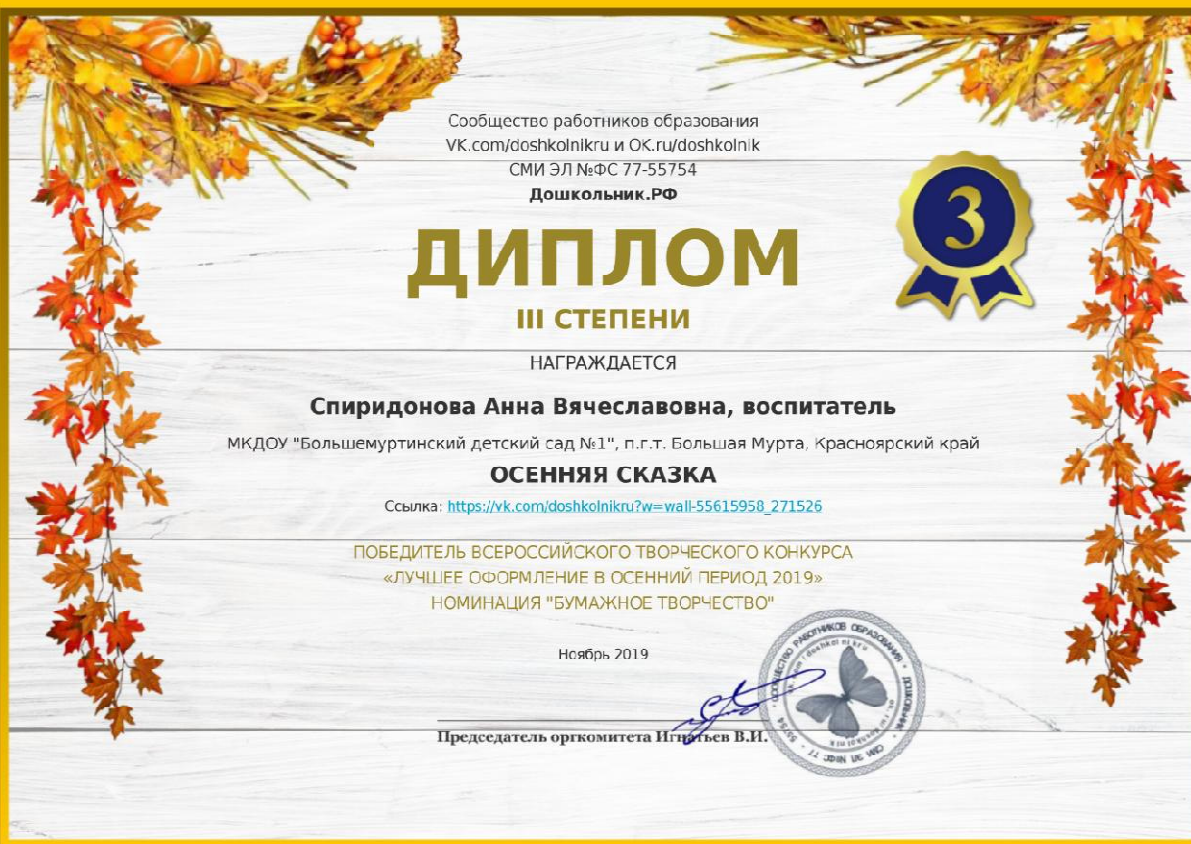 Сообщество работников образования
VK.com/doshkolnikru и OK.ru/doshkolnik
СМИ ЭЛ №ФС 77-55754
Дошкольник.РФ
3
ДИПЛОМ
III СТЕПЕНИ
НАГРАЖДАЕТСЯ
Спиридонова Анна Вячеславовна, воспитатель
МКДОУ "Большемуртинский детский сад №1", п.г.т. Большая Мурта, Красноярский край
ОСЕННЯЯ СКАЗКА
Ссылка: https://vk.com/doshkolnikru?w=wall-55615958_271526
ПОБЕДИТЕЛЬ ВСЕРОССИЙСКОГО ТВОРЧЕСКОГО КОНКУРСА
«ЛУЧШЕЕ ОФОРМЛЕНИЕ В ОСЕННИЙ ПЕРИОД 2019»
НОМИНАЦИЯ "БУМАЖНОЕ ТВОРЧЕСТВО"
Ноябрь 2019
Председатель оргкомитета Игнатьев В.И.
СООБЩЕСТВО РАБОТНИКОВ ОБРАЗОВАНИЯ